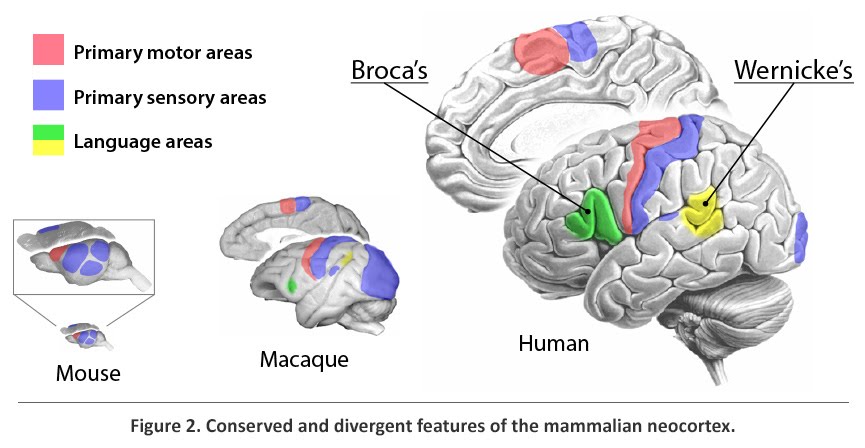 Primary motor areas
Primary sensory areas
Language areas
Broca's
Wernicke's
Mouse
Macaque
Human
Figure 2. Conserved and divergent features of the mammalian neocortex.